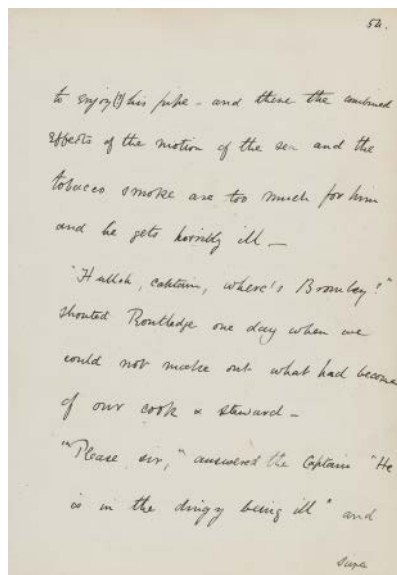 54.
to enjoy(?) his pipe - and there the combined
effects of the motion of the sea and the
tobacco smoke are too much for him
and he gets horridly ill —
"Hulloh, captain, where's Bromley?"
shouted Routledge one day when we
could not make out what had become
of our cook & steward -
"Please sir," answered the Captain "He
is in the dingy being ill" and